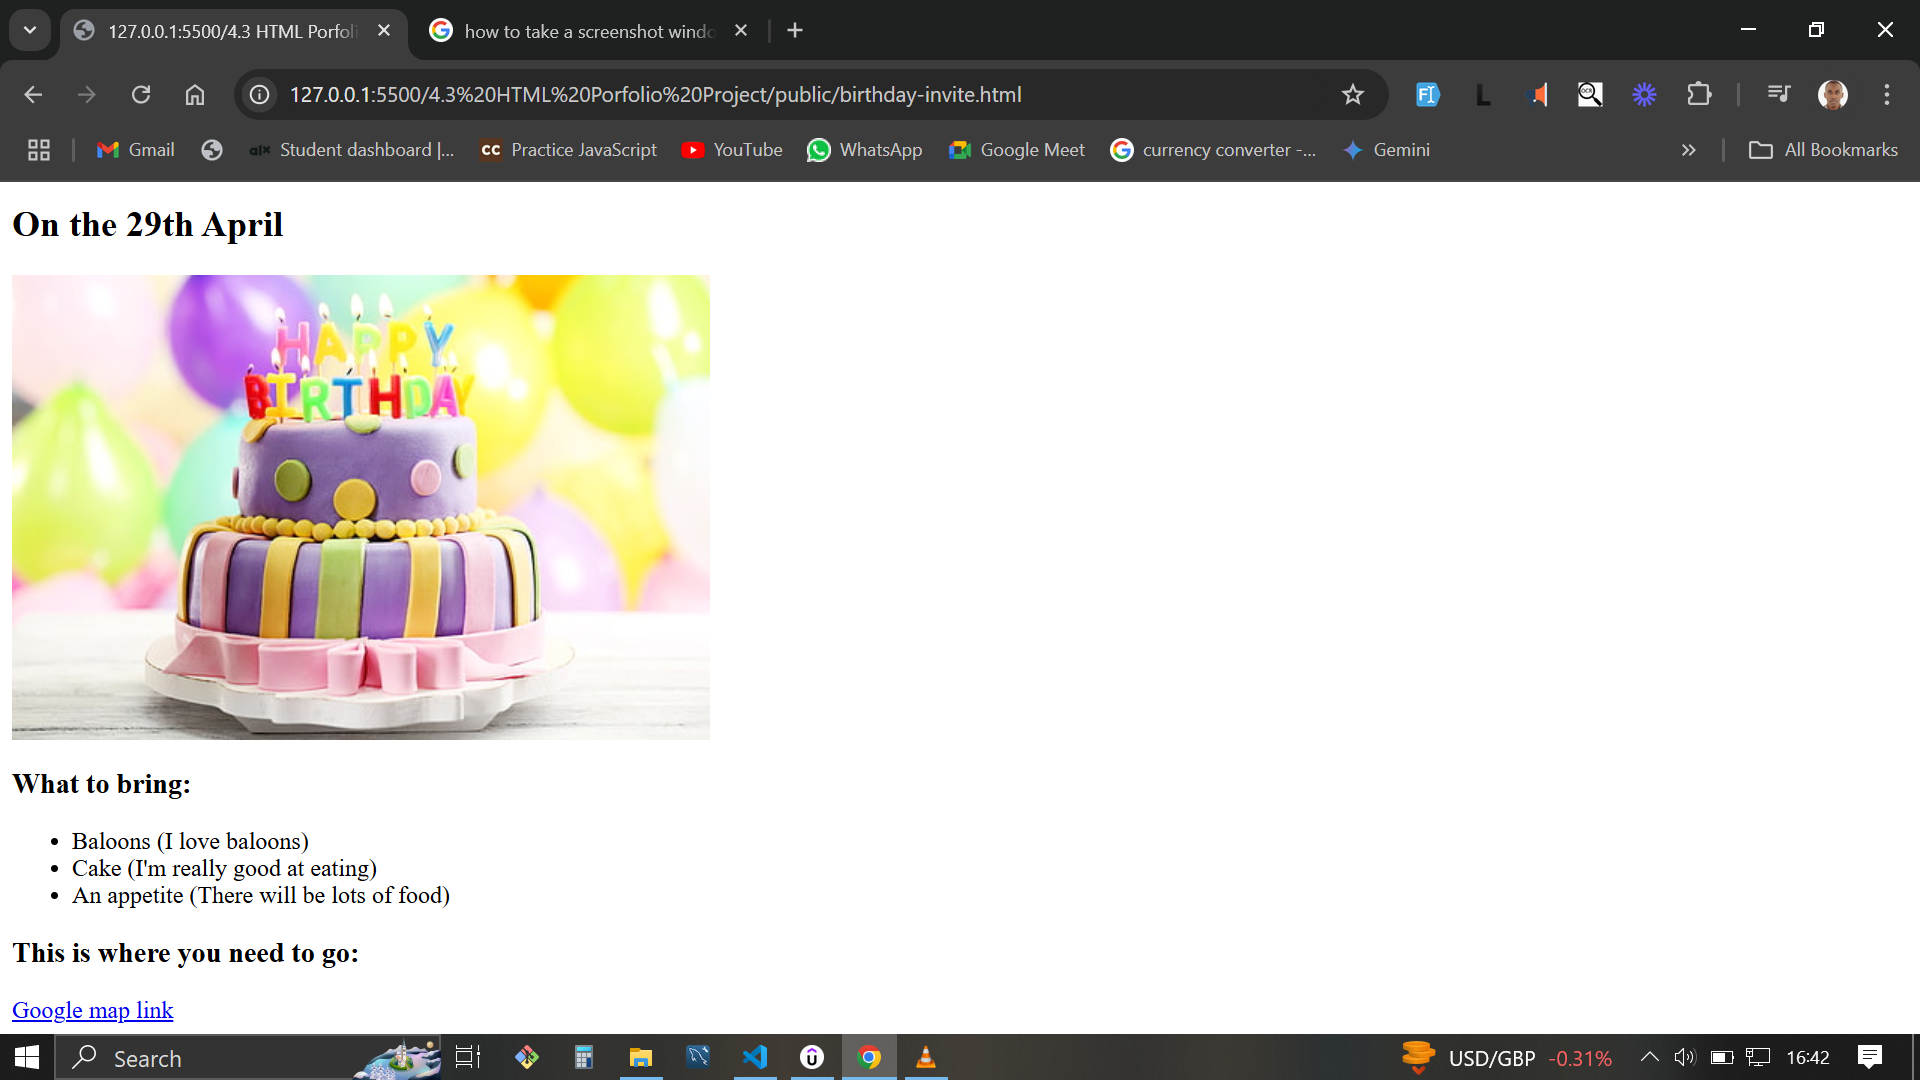 127.0.0.1:5500/4.3 HTML Porfoli
how to take a screenshot windo
127.0.0.1:5500/4.3%20HTML%20Porfolio%20Project/public/birthday-invite.html
Gmail
alx Student dashboard |...
CC Practice JavaScript
YouTube
WhatsApp
Google Meet
currency converter -...
Gemini
All Bookmarks
On the 29th April
HAPPY
BIRTHDAY
What to bring:
Baloons (I love baloons)
Cake (I'm really good at eating)
An appetite (There will be lots of food)
This is where you need to go:
Google map link
Search
USD/GBP -0.31%
16:42